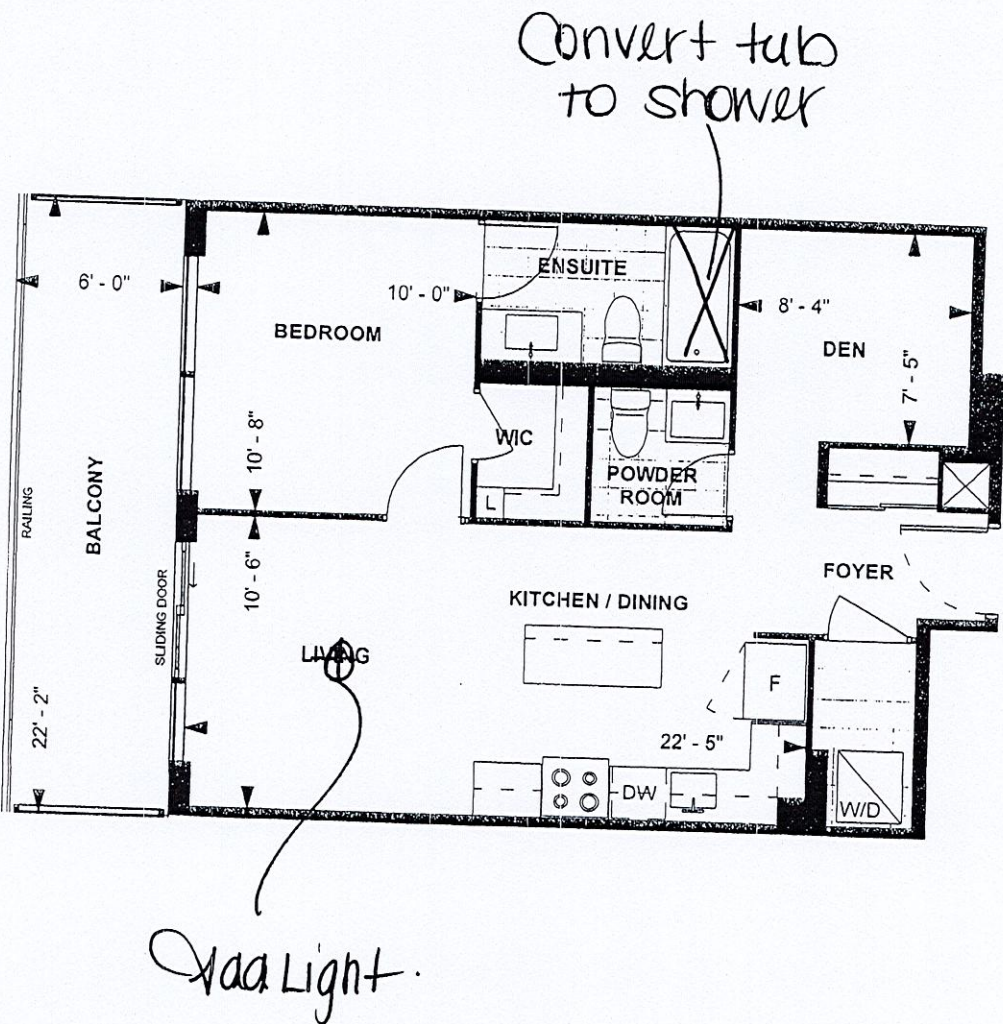 Convert tub
to shower
6' - 0"
10' - 0"
ENSUITE
8' - 4"
BEDROOM
DEN
7' - 5"
10' - 8"
WIC
L
POWDER
ROOM
RAILING
BALCONY
FOYER
10' - 6"
KITCHEN / DINING
SLIDING DOOR
LIVING
F
22' - 2"
22' - 5"
DW
W/D
Add Light.